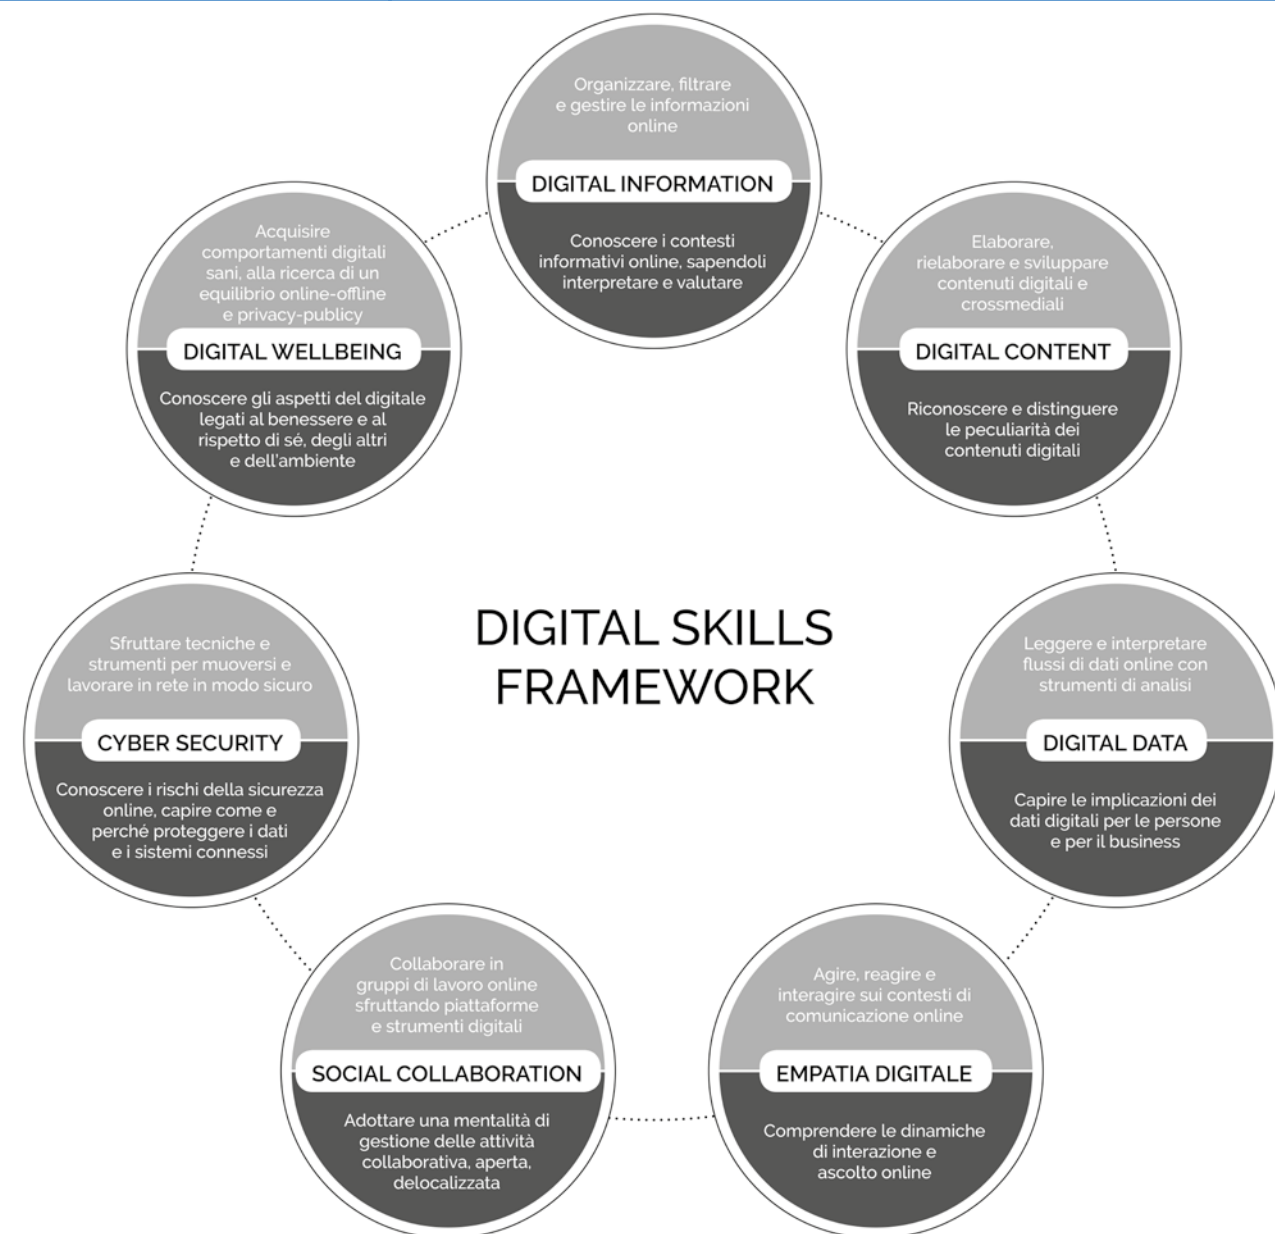 Organizzare, filtrare
e gestire le informazioni
online
DIGITAL INFORMATION
Conoscere i contesti
informativi online, sapendoli
interpretare e valutare
Acquisire
comportamenti digitali
sani, alla ricerca di un
equilibrio online-offline
e privacy-publicy
DIGITAL WELLBEING
Conoscere gli aspetti del digitale
legati al benessere e al
rispetto di sé, degli altri
e dell'ambiente
Elaborare,
rielaborare e sviluppare
contenuti digitali e
crossmediali
DIGITAL CONTENT
Riconoscere e distinguere
le peculiarità dei
contenuti digitali
DIGITAL SKILLS
FRAMEWORK
Sfruttare tecniche e
strumenti per muoversi e
lavorare in rete in modo sicuro
CYBER SECURITY
Conoscere i rischi della sicurezza
online, capire come e
perché proteggere i dati
e i sistemi connessi
Leggere e interpretare
flussi di dati online con
strumenti di analisi
DIGITAL DATA
Capire le implicazioni dei
dati digitali per le persone
e per il business
Collaborare in
gruppi di lavoro online
sfruttando piattaforme
e strumenti digitali
SOCIAL COLLABORATION
Adottare una mentalità di
gestione delle attività
collaborativa, aperta,
delocalizzata
Agire, reagire e
interagire sui contesti di
comunicazione online
EMPATIA DIGITALE
Comprendere le dinamiche
di interazione e
ascolto online